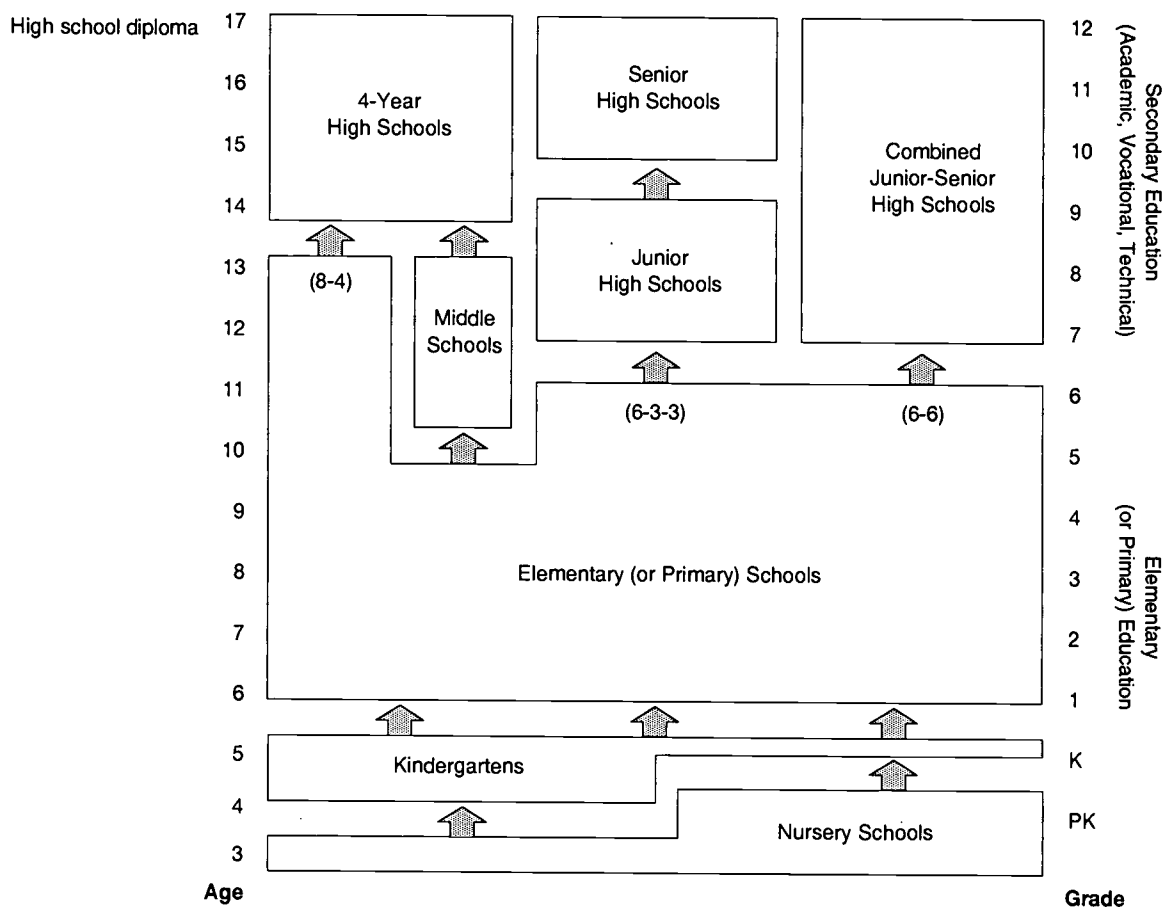 High school diploma
17
12
16
11
15
10
14
9
13
8
12
7
11
6
10
5
9
4
8
3
7
2
6
1
5
K
4
PK
3
Age
Grade
4-Year
High Schools
Senior
High Schools
Combined
Junior-Senior
High Schools
(8-4)
Middle
Schools
Junior
High Schools
(6-3-3)
(6-6)
Elementary (or Primary) Schools
Kindergartens
Nursery Schools
Secondary Education
(Academic, Vocational, Technical)
Elementary
(or Primary) Education